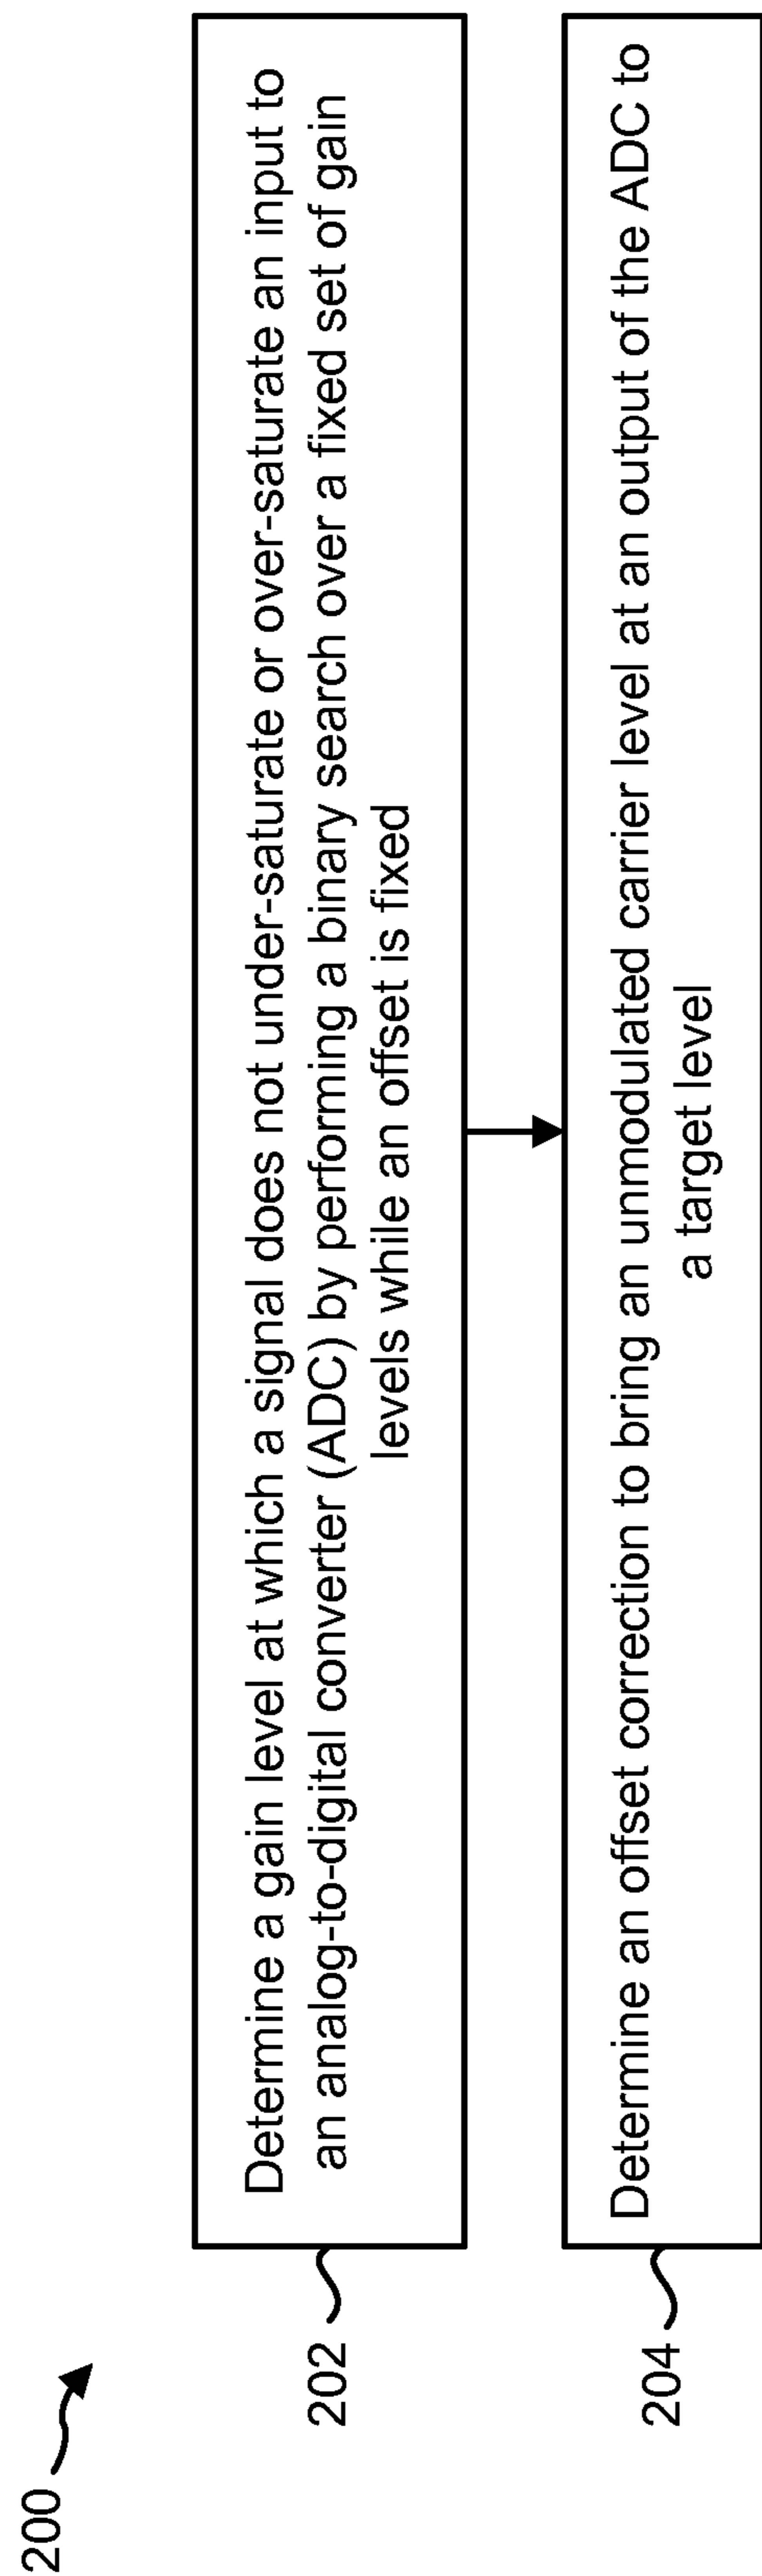 200
202
Determine a gain level at which a signal does not under-saturate or over-saturate an input to
an analog-to-digital converter (ADC) by performing a binary search over a fixed set of gain
levels while an offset is fixed
204
Determine an offset correction to bring an unmodulated carrier level at an output of the ADC to
a target level